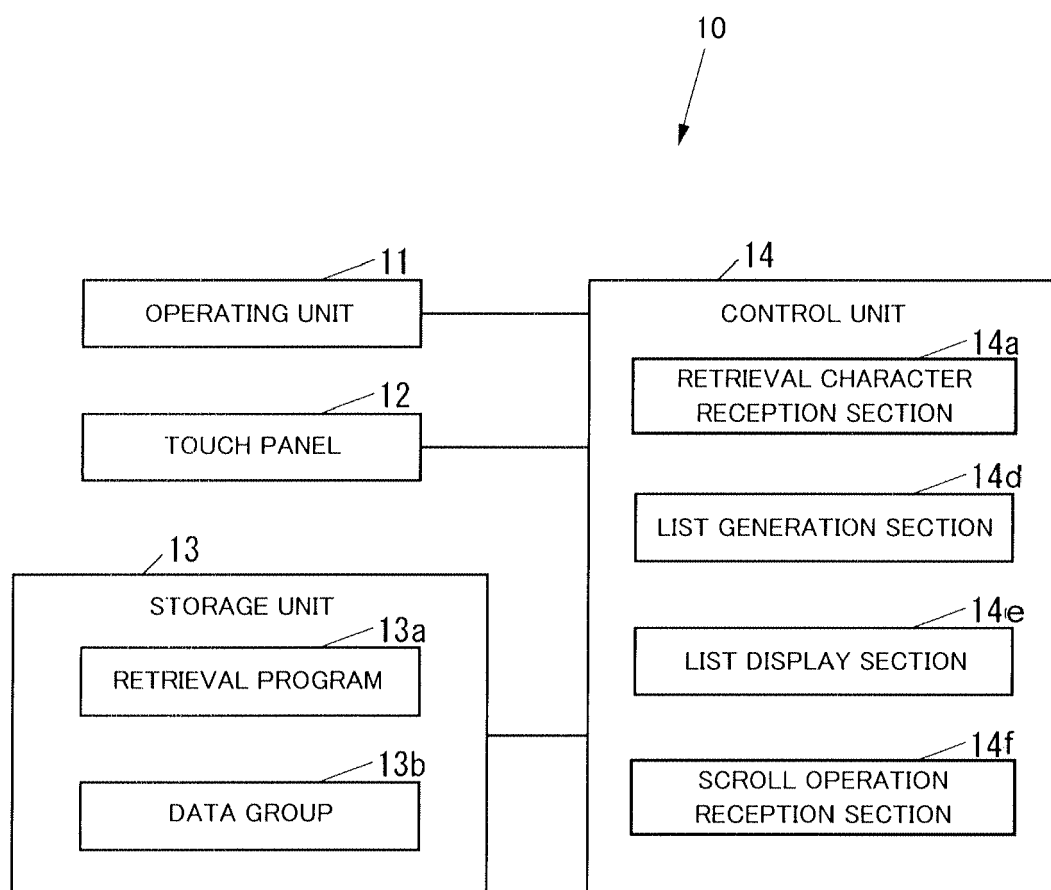 10
11
OPERATING UNIT
12
TOUCH PANEL
13
STORAGE UNIT
13a
RETRIEVAL PROGRAM
13b
DATA GROUP
14
CONTROL UNIT
14a
RETRIEVAL CHARACTER
RECEPTION SECTION
14d
LIST GENERATION SECTION
14e
LIST DISPLAY SECTION
14f
SCROLL OPERATION
RECEPTION SECTION